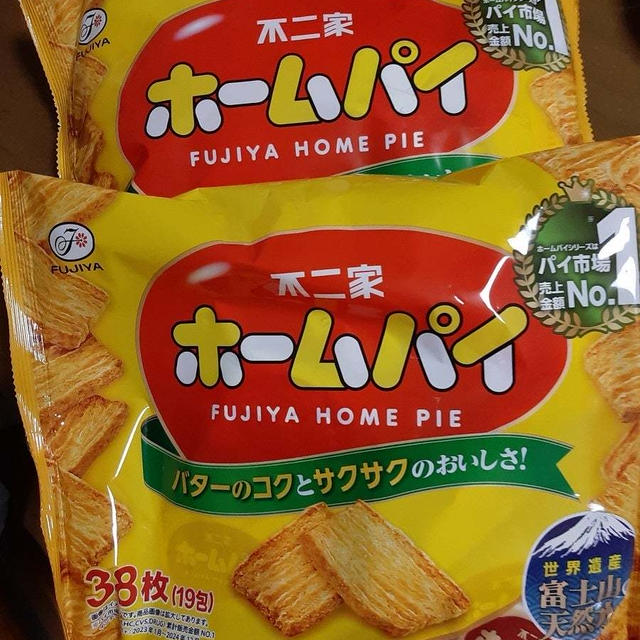 FUJIYA
不二家
ホームパイ
FUJIYA HOME PIE
パイ市場
売上
金額 No.1
FUJIYA
不二家
ホームパイ
FUJIYA HOME PIE
バターのコクとサクサクのおいしさ!
ホームパイシリーズは
パイ市場
売上
金額 No.1
38枚(19包)
世界遺産
富士山
天然水